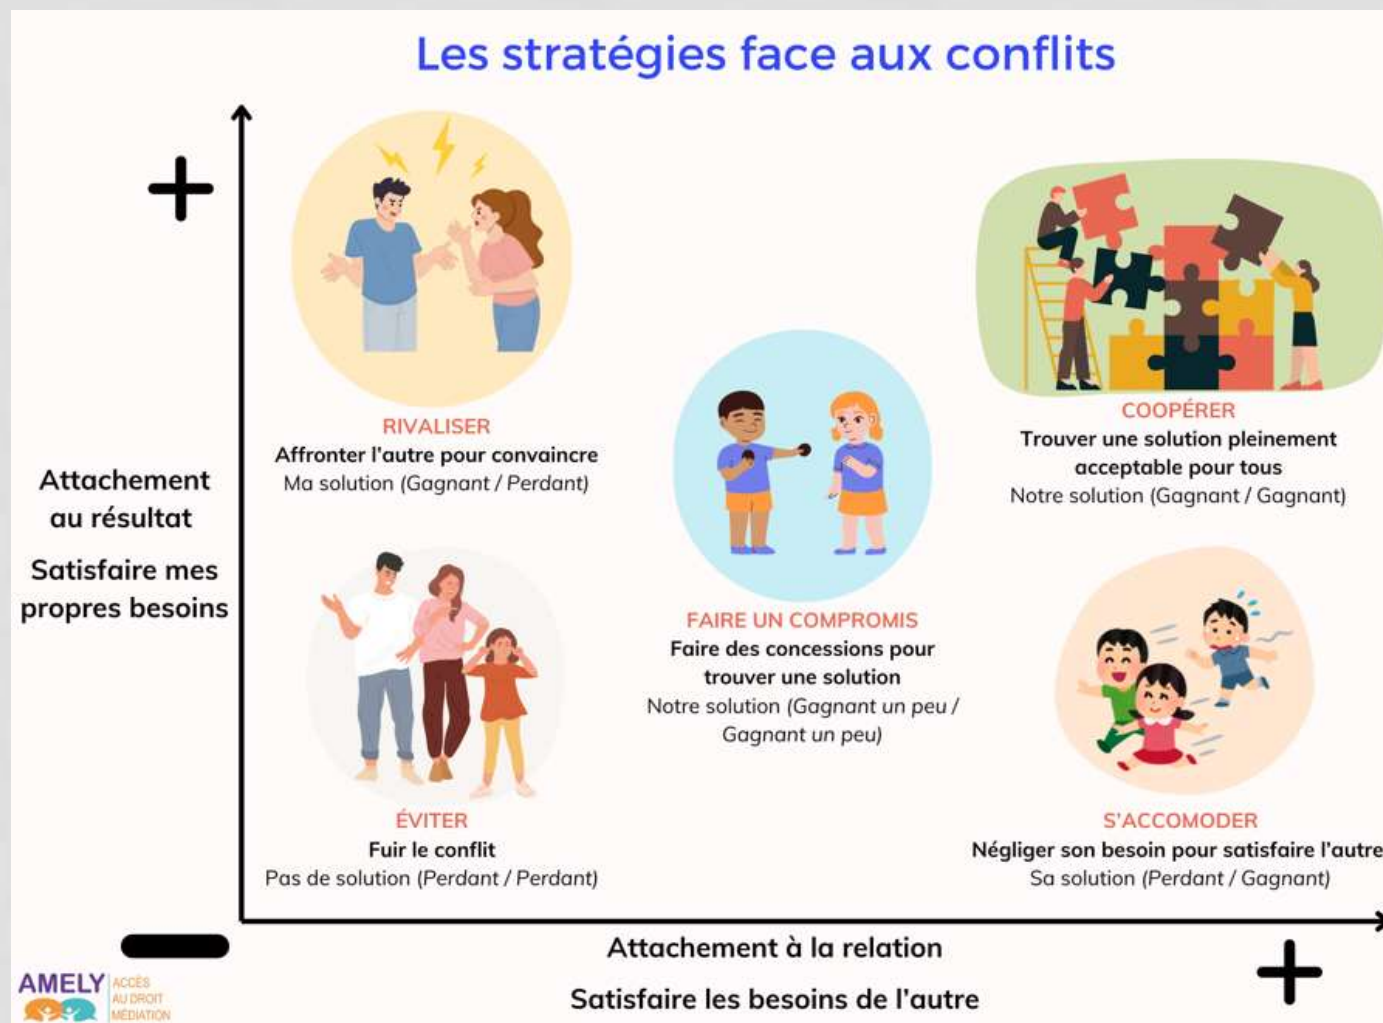 Les stratégies face aux conflits
+
RIVALISER
Affronter l'autre pour convaincre
Ma solution (Gagnant / Perdant)
COOPÉRER
Trouver une solution pleinement
acceptable pour tous
Notre solution (Gagnant / Gagnant)
Attachement
au résultat
Satisfaire mes
propres besoins
FAIRE UN COMPROMIS
Faire des concessions pour
trouver une solution
Notre solution (Gagnant un peu /
Gagnant un peu)
ÉVITER
Fuir le conflit
Pas de solution (Perdant / Perdant)
S'ACCOMODER
Négliger son besoin pour satisfaire l'autre
Sa solution (Perdant / Gagnant)
Attachement à la relation
Satisfaire les besoins de l'autre
+
AMELY
ACCÈS
AU DROIT
MÉDIATION